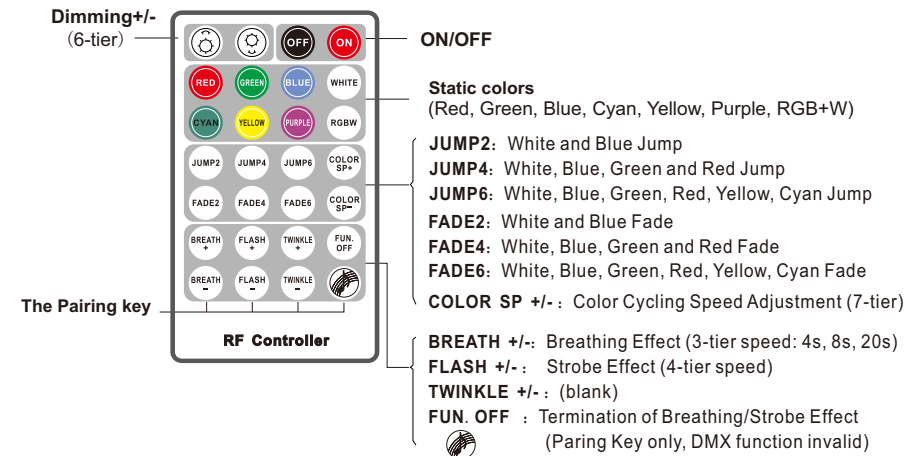 Dimming+/-
（6-tier）
OFF
ON
ON/OFF
RED
GREEN
BLUE
WHITE
Static colors
(Red, Green, Blue, Cyan, Yellow, Purple, RGB+W)
CYAN
YELLOW
PURPLE
RGBW
JUMP2
JUMP4
JUMP6
COLOR
SP+
FADE2
FADE4
FADE6
COLOR
SP-
JUMP2：White and Blue Jump
JUMP4：White, Blue, Green and Red Jump
JUMP6：White, Blue, Green, Red, Yellow, Cyan Jump
FADE2：White and Blue Fade
FADE4：White, Blue, Green and Red Fade
FADE6：White, Blue, Green, Red, Yellow, Cyan Fade
COLOR SP +/-：Color Cycling Speed Adjustment (7-tier)
BREATH
+
FLASH
+
TWINKLE
+
FUN.
OFF
BREATH
-
FLASH
-
TWINKLE
-
The Pairing key
RF Controller
BREATH +/-：Breathing Effect (3-tier speed: 4s, 8s, 20s)
FLASH +/-：Strobe Effect (4-tier speed)
TWINKLE +/-：(blank)
FUN. OFF ：Termination of Breathing/Strobe Effect
(Paring Key only, DMX function invalid)